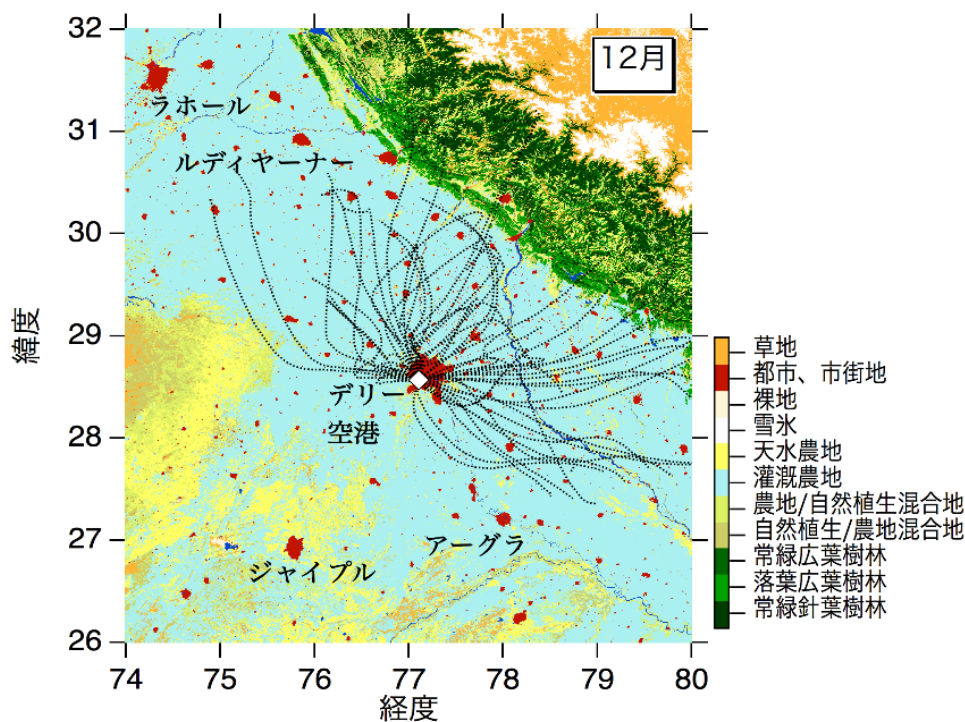 32
12月
ラホール
31
ルディヤーナー
30
緯度
29
デリー
空港
28
アーグラ
27
ジャイプル
26
74 75 76 77 78 79 80
経度
草地
都市、市街地
裸地
雪氷
天水農地
灌漑農地
農地/自然植生混合地
自然植生/農地混合地
常緑広葉樹林
落葉広葉樹林
常緑針葉樹林